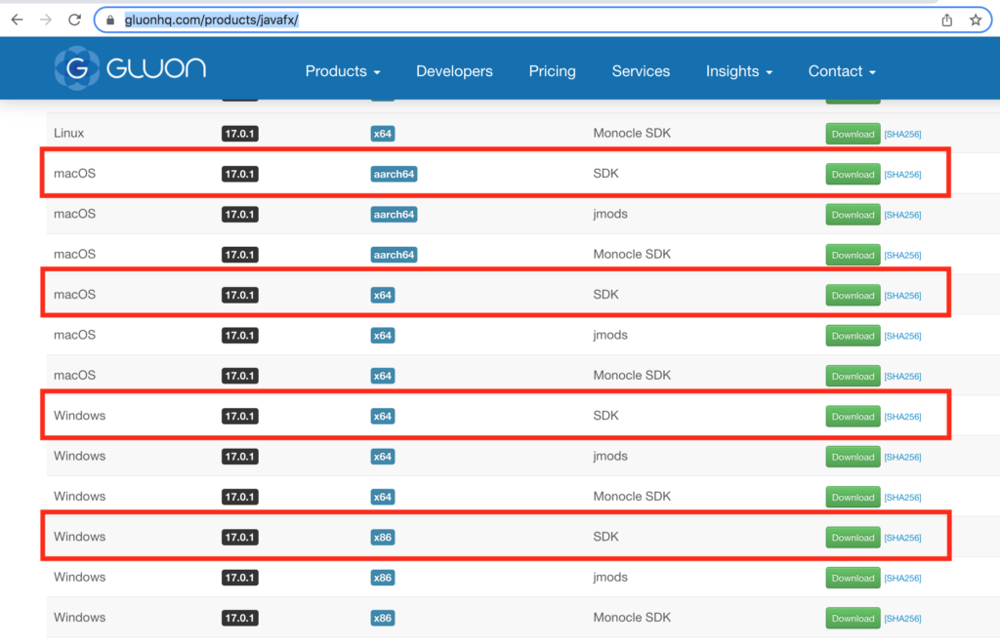 gluonhq.com/products/javafx/
G GLUON Products Developers Pricing Services Insights Contact
Linux 17.0.1 x64 Monocle SDK Download [SHA256]
macOS 17.0.1 aarch64 SDK Download [SHA256]
macOS 17.0.1 aarch64 jmods Download [SHA256]
macOS 17.0.1 aarch64 Monocle SDK Download [SHA256]
macOS 17.0.1 x64 SDK Download [SHA256]
macOS 17.0.1 x64 jmods Download [SHA256]
macOS 17.0.1 x64 Monocle SDK Download [SHA256]
Windows 17.0.1 x64 SDK Download [SHA256]
Windows 17.0.1 x64 jmods Download [SHA256]
Windows 17.0.1 x64 Monocle SDK Download [SHA256]
Windows 17.0.1 x86 SDK Download [SHA256]
Windows 17.0.1 x86 jmods Download [SHA256]
Windows 17.0.1 x86 Monocle SDK Download [SHA256]